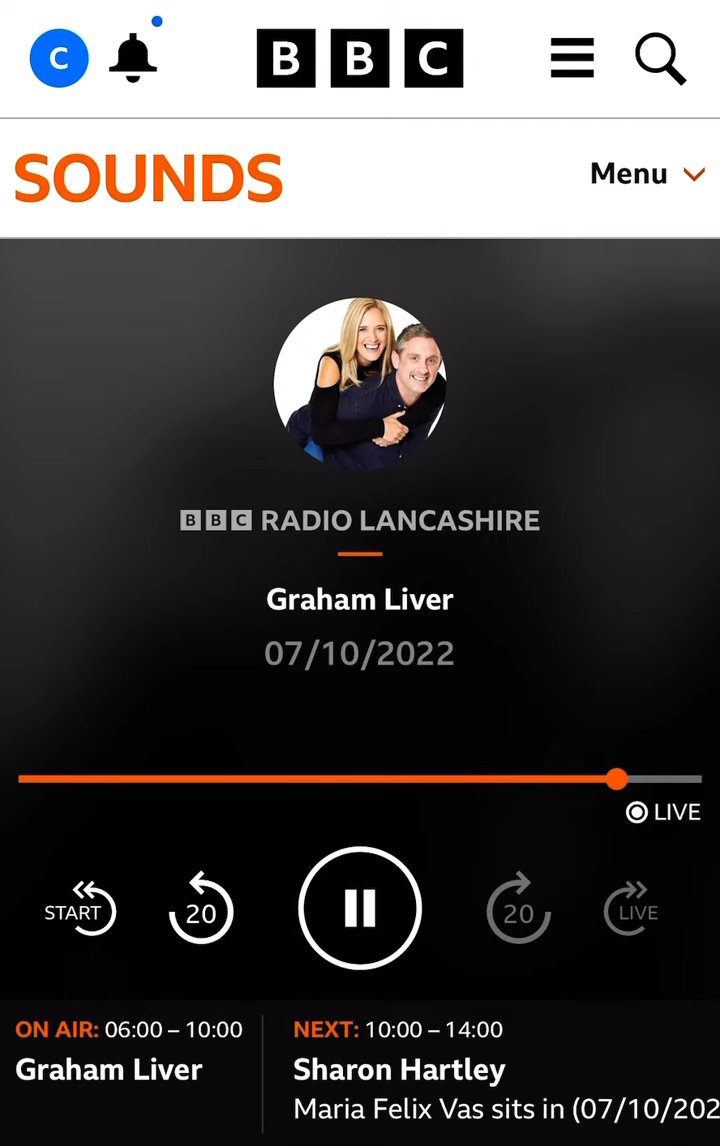 C
BBC
SOUNDS
Menu
BBC RADIO LANCASHIRE
Graham Liver
07/10/2022
LIVE
START
20
20
LIVE
ON AIR: 06:00 – 10:00
Graham Liver
NEXT: 10:00 – 14:00
Sharon Hartley
Maria Felix Vas sits in (07/10/202